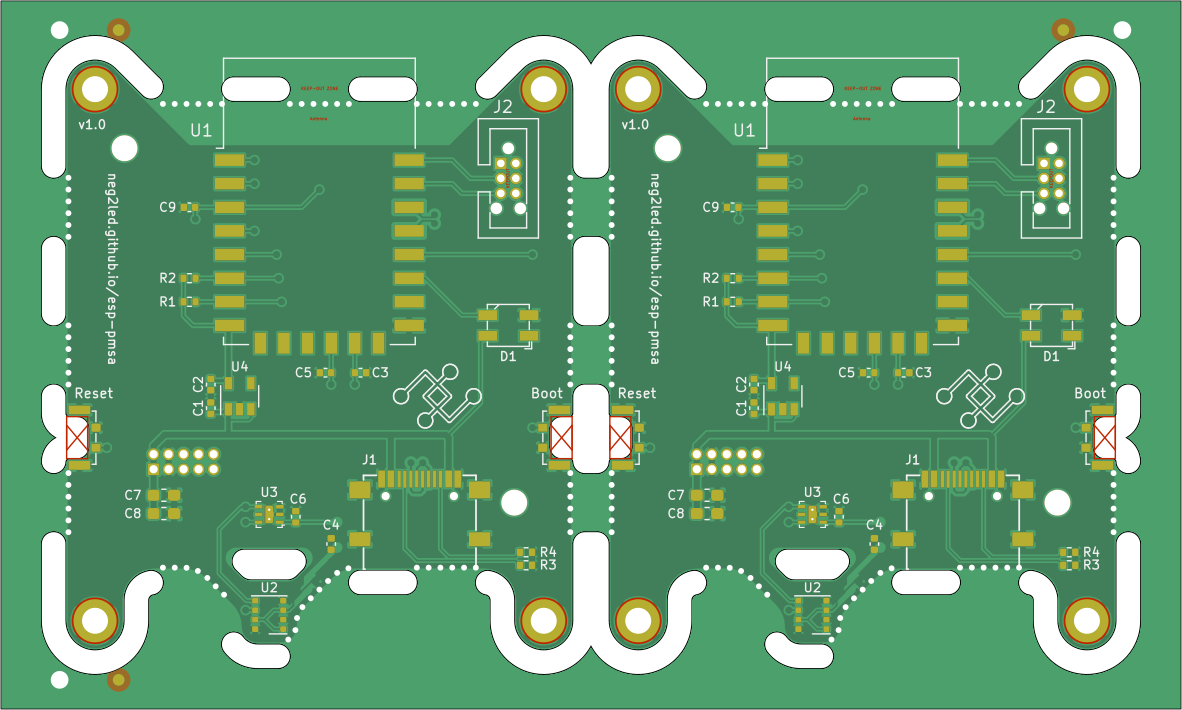 KEEP-OUT ZONE
Antenna
J2
v1.0
U1
neg2led.github.io/esp-pmsa
C9
R2
R1
D1
U4
C5
C3
C2
C1
Reset
Boot
J1
C7
C8
U3
C6
C4
R4
R3
U2
KEEP-OUT ZONE
Antenna
J2
v1.0
U1
neg2led.github.io/esp-pmsa
C9
R2
R1
D1
U4
C5
C3
C2
C1
Reset
Boot
J1
C7
C8
U3
C6
C4
R4
R3
U2